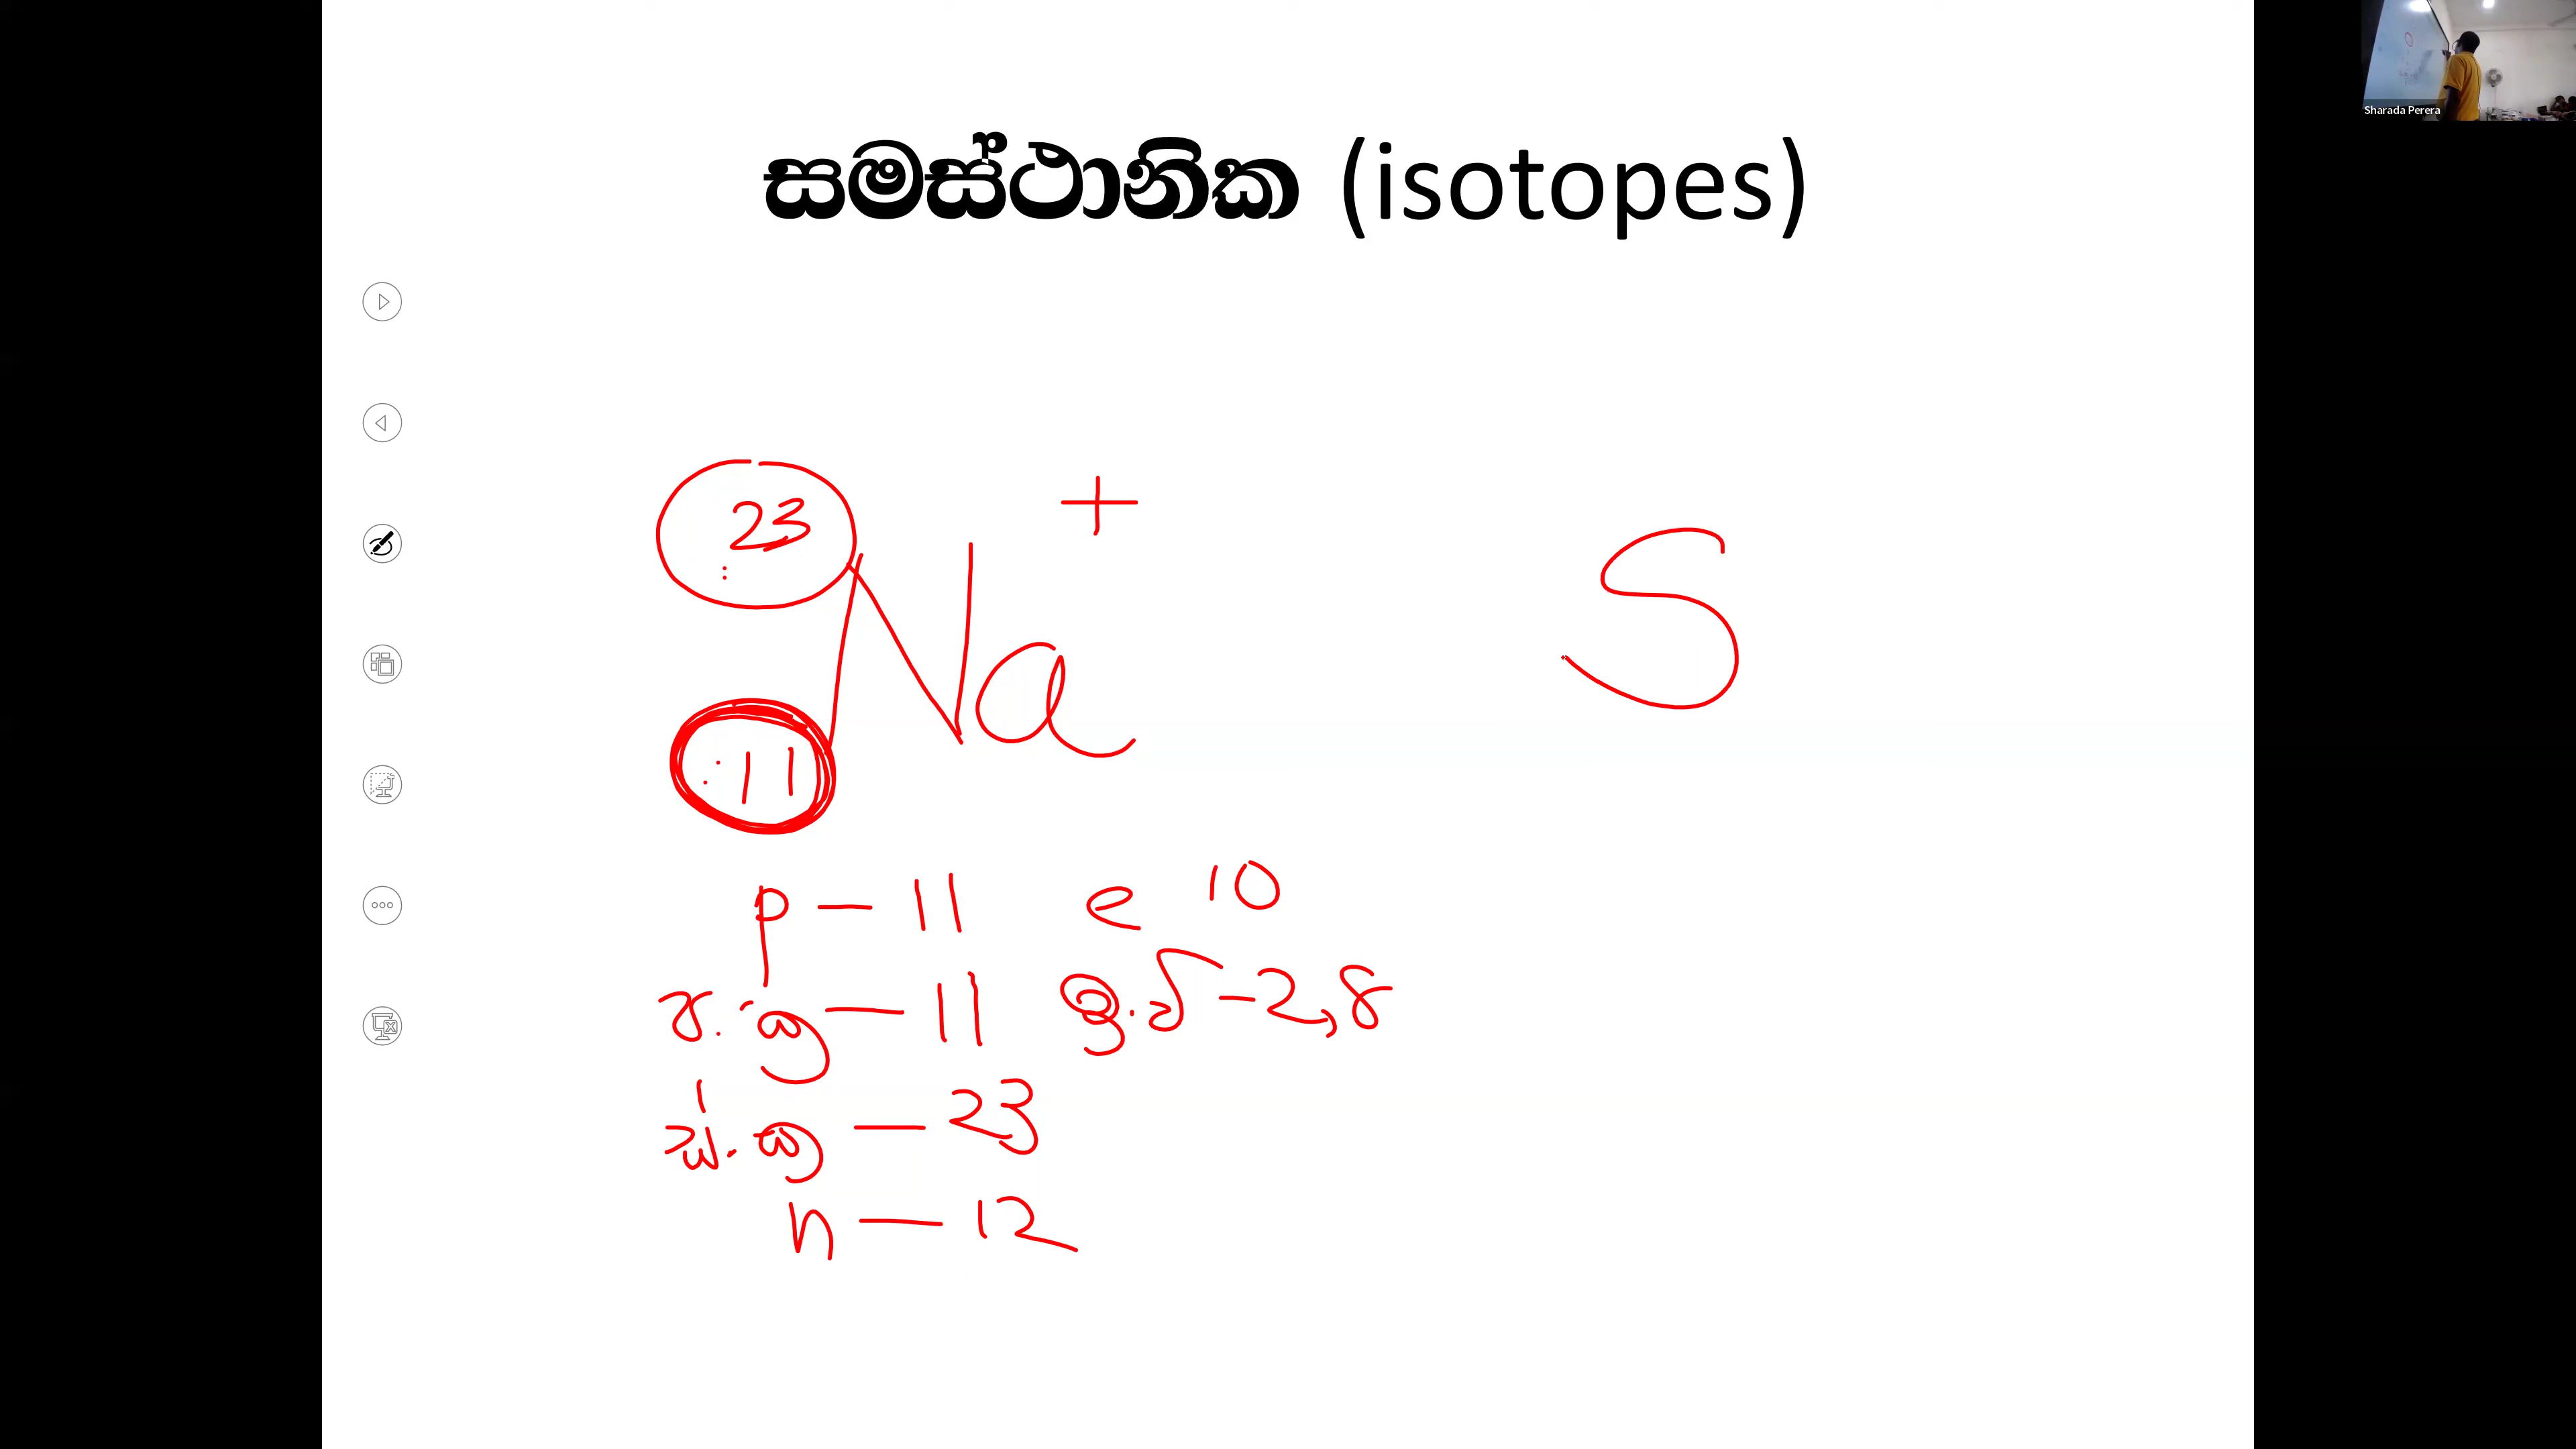 Sharada Perera
සමස්ථානික (isotopes)
23
+
Na
S
11
p — 11 e 10
ප. ක්‍ර — 11 ඉ.වි – 2,8
ස්. ක්‍ර — 23
n — 12